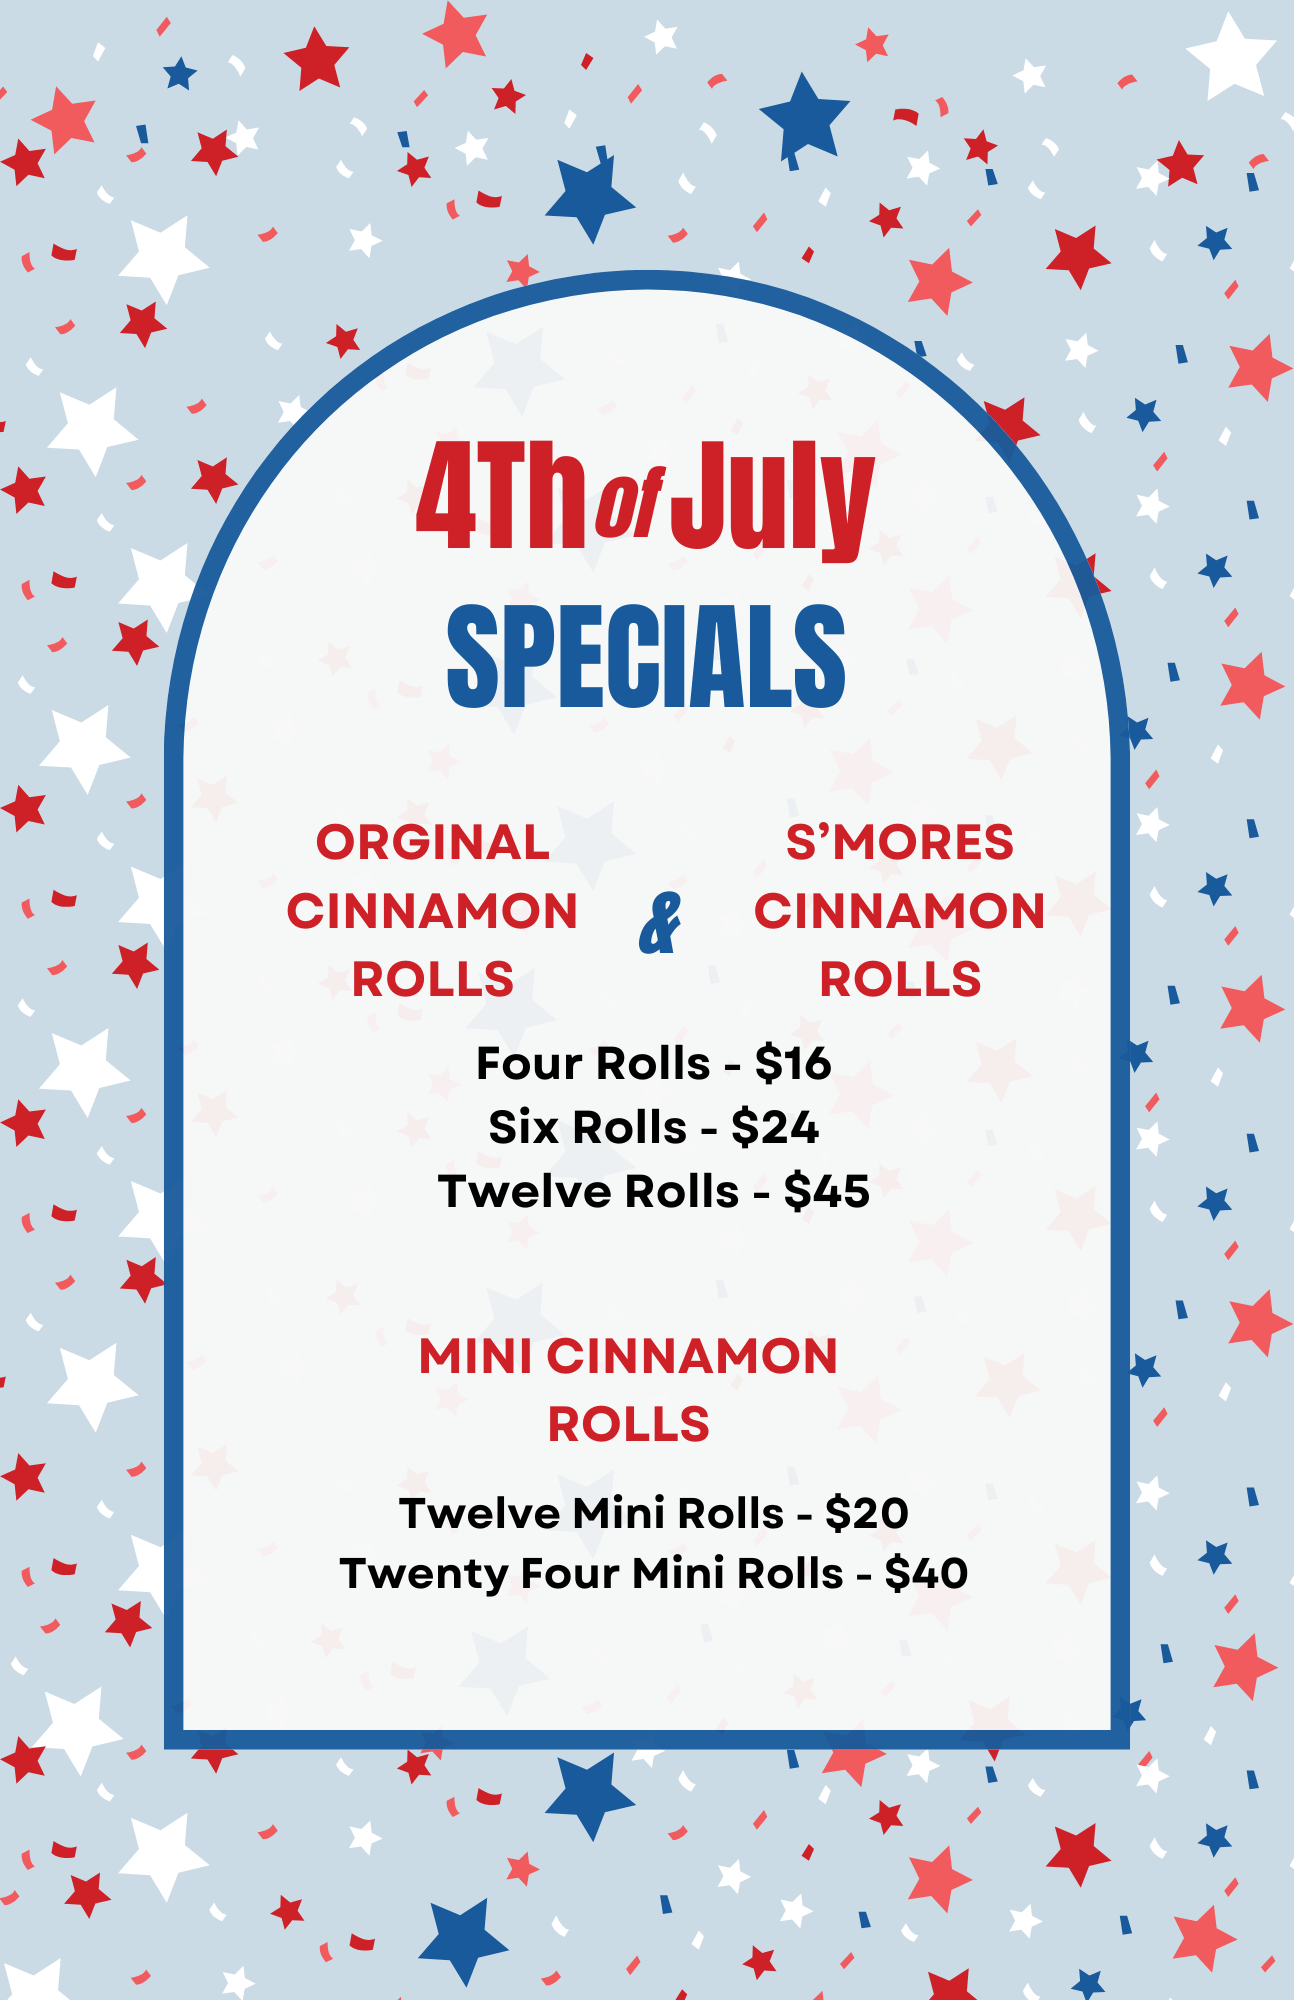 4Th of July
SPECIALS
ORGINAL
CINNAMON
ROLLS
&
S’MORES
CINNAMON
ROLLS
Four Rolls - $16
Six Rolls - $24
Twelve Rolls - $45
MINI CINNAMON
ROLLS
Twelve Mini Rolls - $20
Twenty Four Mini Rolls - $40